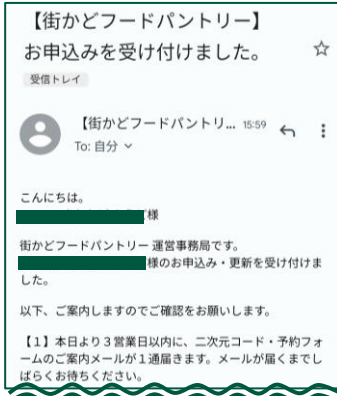 【街かどフードパントリー】
お申込みを受け付けました。
受信トレイ
【街かどフードパントリ... 15:59
To: 自分
こんにちは。
様
街かどフードパントリー 運営事務局です。
様のお申込み・更新を受け付けま
した。
以下、ご案内しますのでご確認をお願いします。
【1】本日より3営業日以内に、二次元コード・予約フォ
ームのご案内メールが1通届きます。メールが届くまでし
ばらくお待ちください。